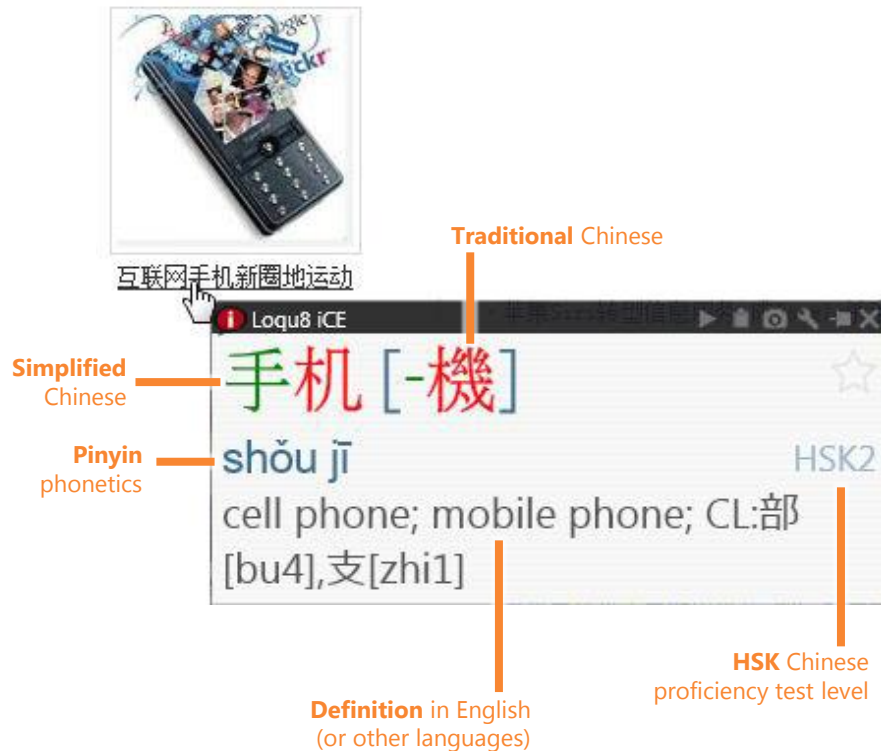 Google
flickr
Traditional Chinese
互联网手机新圈地运动
Loqu8 iCE
Simplified
Chinese
手机 [-機]
Pinyin
phonetics
shǒu jī
HSK2
cell phone; mobile phone; CL:部
[bu4],支[zhi1]
HSK Chinese
proficiency test level
Definition in English
(or other languages)